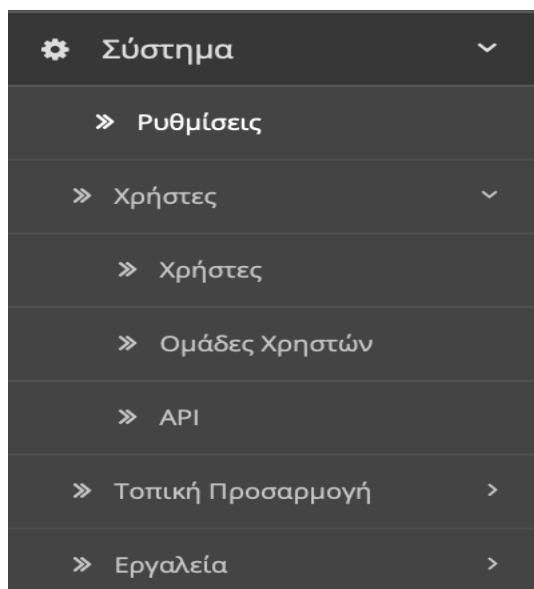 Σύστημα
Ρυθμίσεις
Χρήστες
Χρήστες
Ομάδες Χρηστών
API
Τοπική Προσαρμογή
Εργαλεία